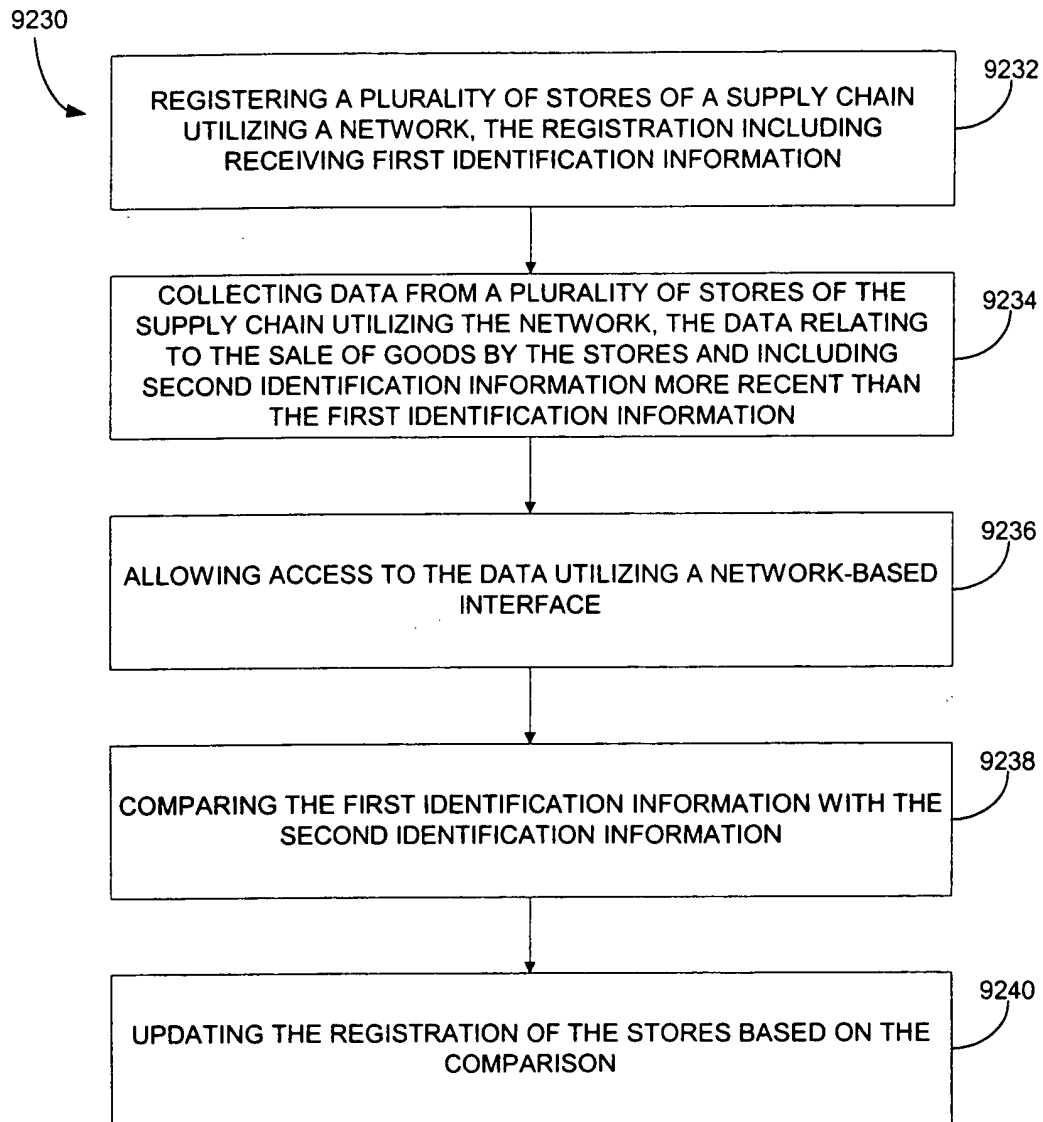 9230
9232
REGISTERING A PLURALITY OF STORES OF A SUPPLY CHAIN
UTILIZING A NETWORK, THE REGISTRATION INCLUDING
RECEIVING FIRST IDENTIFICATION INFORMATION
9234
COLLECTING DATA FROM A PLURALITY OF STORES OF THE
SUPPLY CHAIN UTILIZING THE NETWORK, THE DATA RELATING
TO THE SALE OF GOODS BY THE STORES AND INCLUDING
SECOND IDENTIFICATION INFORMATION MORE RECENT THAN
THE FIRST IDENTIFICATION INFORMATION
9236
ALLOWING ACCESS TO THE DATA UTILIZING A NETWORK-BASED
INTERFACE
9238
COMPARING THE FIRST IDENTIFICATION INFORMATION WITH THE
SECOND IDENTIFICATION INFORMATION
9240
UPDATING THE REGISTRATION OF THE STORES BASED ON THE
COMPARISON